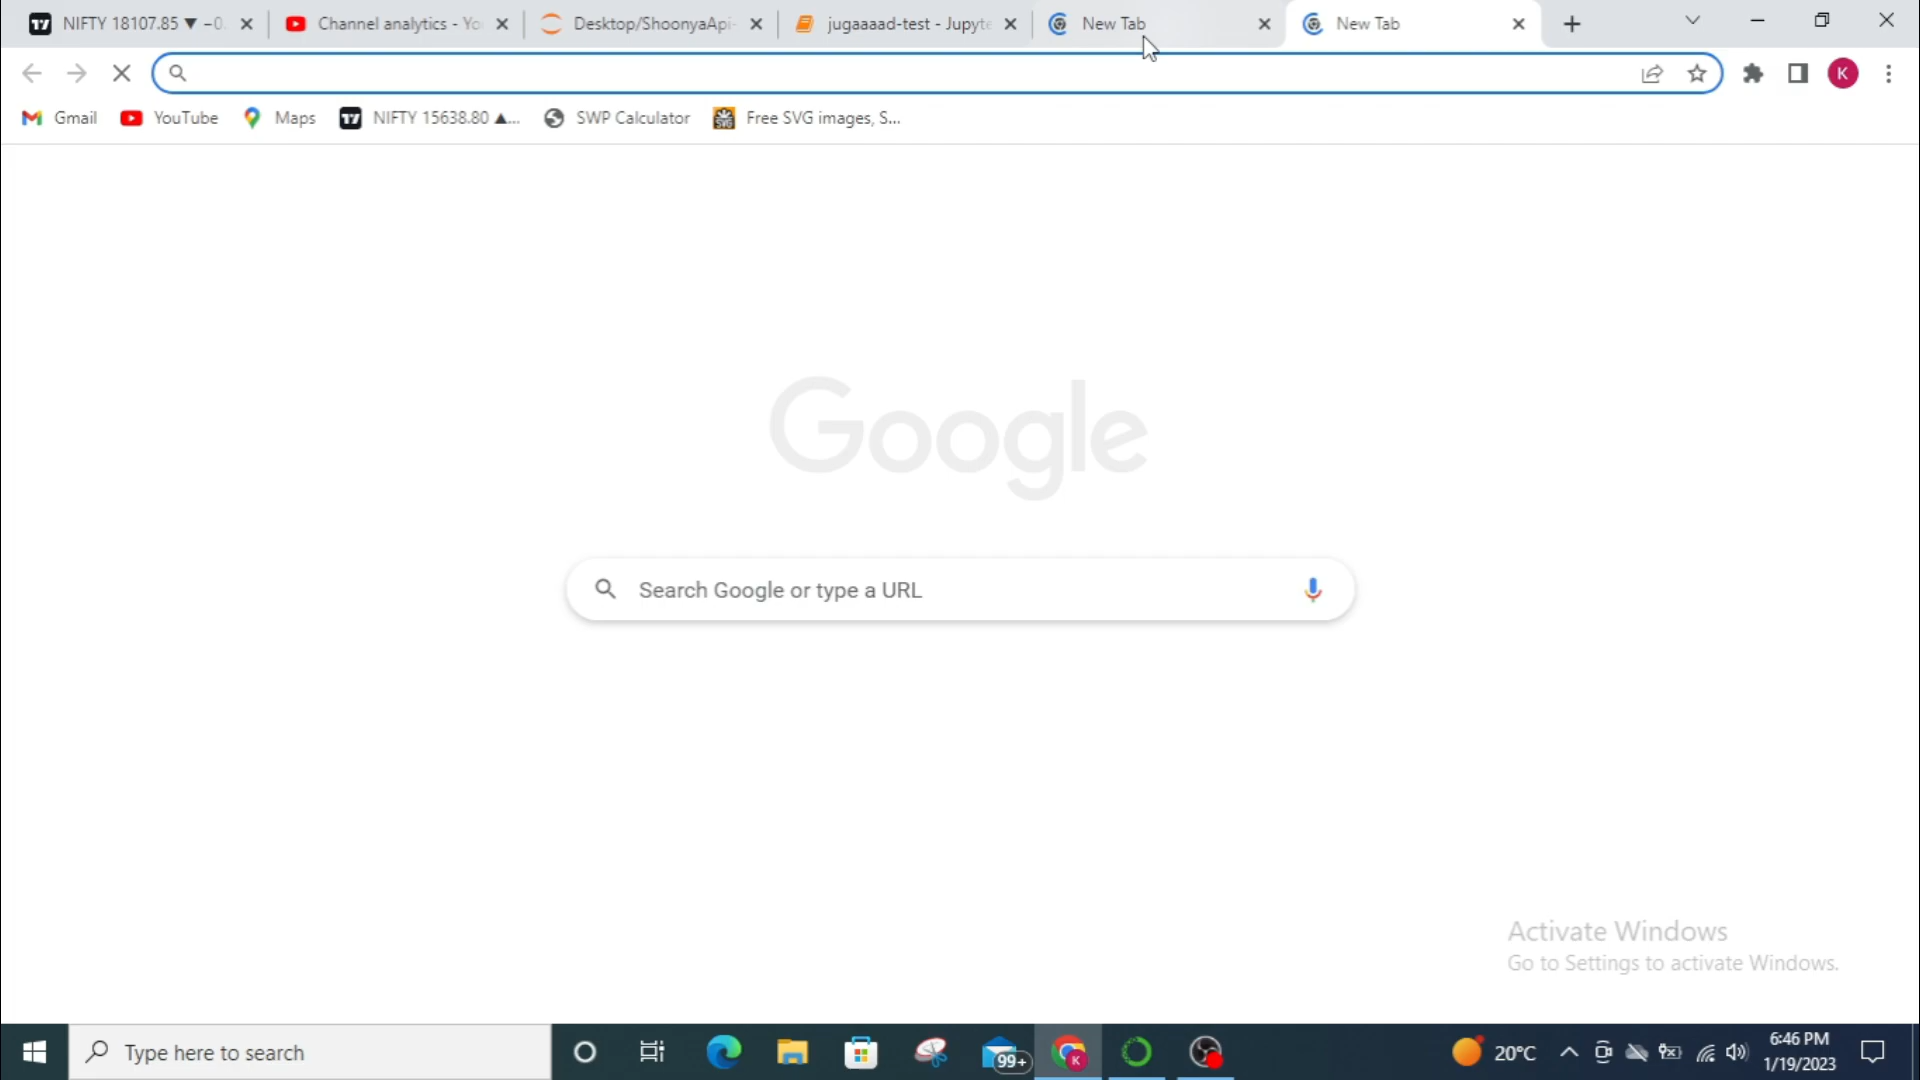 NIFTY 18107.85 ▼ −0.
Channel analytics - Yo
Desktop/ShoonyaApi-
jugaaaad-test - Jupyte
New Tab
New Tab
K
Gmail
YouTube
Maps
NIFTY 15638.80 ▲...
SWP Calculator
Free SVG images, S...
Google
Search Google or type a URL
Activate Windows
Go to Settings to activate Windows.
Type here to search
99+
K
20°C
6:46 PM
1/19/2023